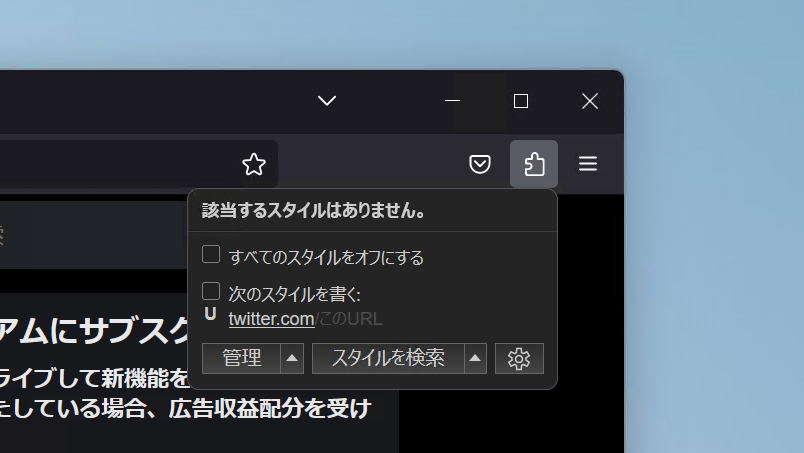 該当するスタイルはありません。
すべてのスタイルをオフにする
次のスタイルを書く:
U twitter.com/このURL
管理
スタイルを検索
アムにサブスク
ライブして新機能を
たしている場合、広告収益配分を受け